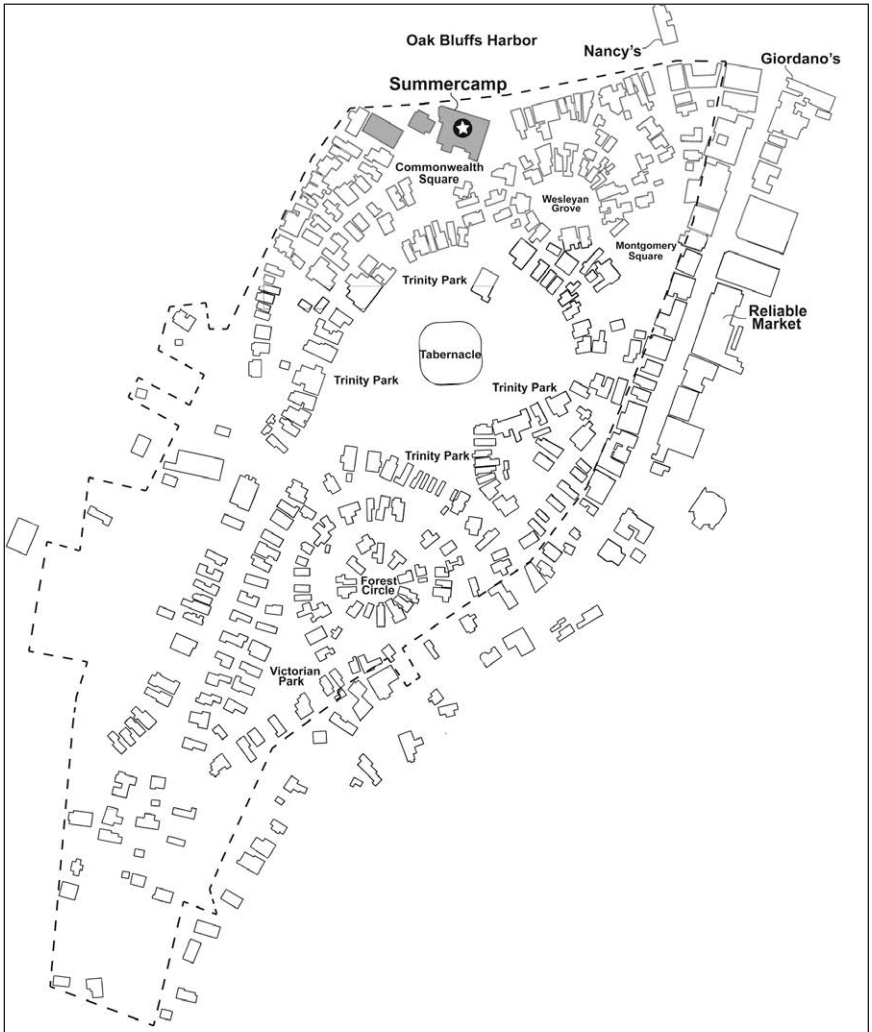 Oak Bluffs Harbor
Nancy's
Giordano's
Summercamp
Commonwealth
Square
Wesleyan
Grove
Montgomery
Square
Trinity Park
Reliable
Market
Tabernacle
Trinity Park
Trinity Park
Trinity Park
Forest
Circle
Victorian
Park